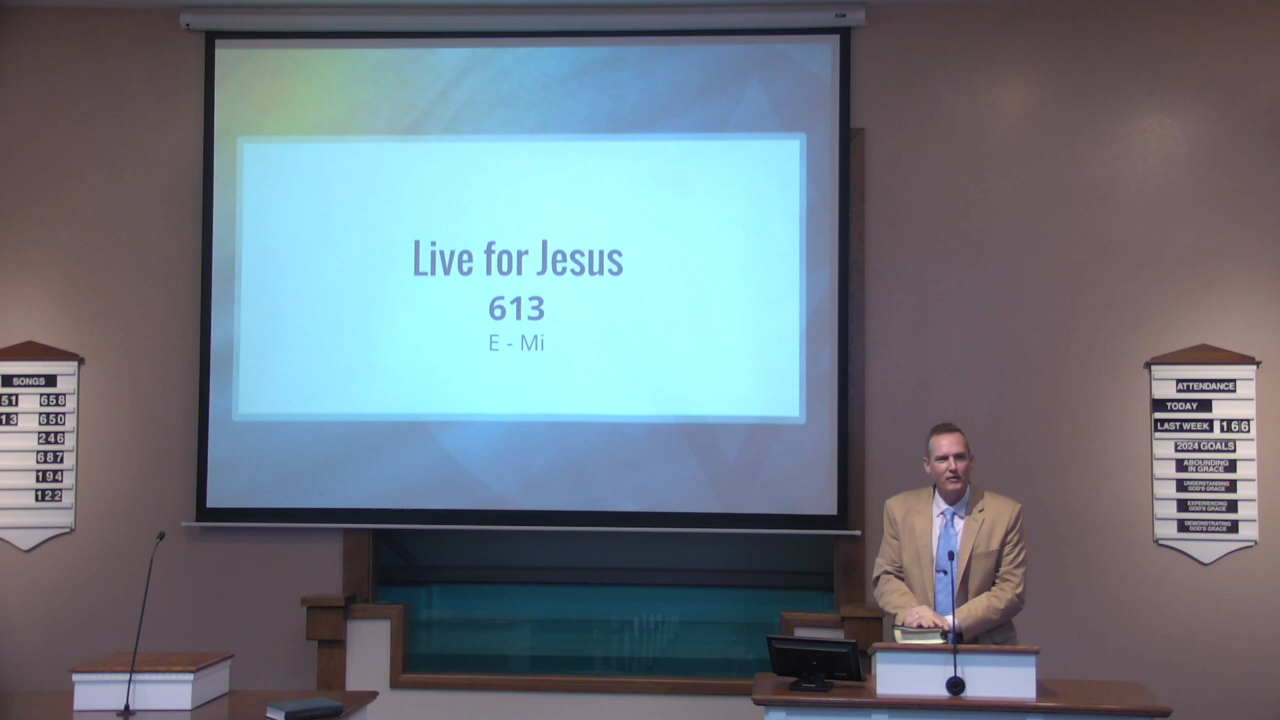 Live for Jesus
613
E - Mi
SONGS
51 658
13 650
246
687
194
122
ATTENDANCE
TODAY
LAST WEEK 166
2024 GOALS
ABOUNDING
IN GRACE
UNDERSTANDING
GOD'S GRACE
EXPERIENCING
GOD'S GRACE
DEMONSTRATING
GOD'S GRACE